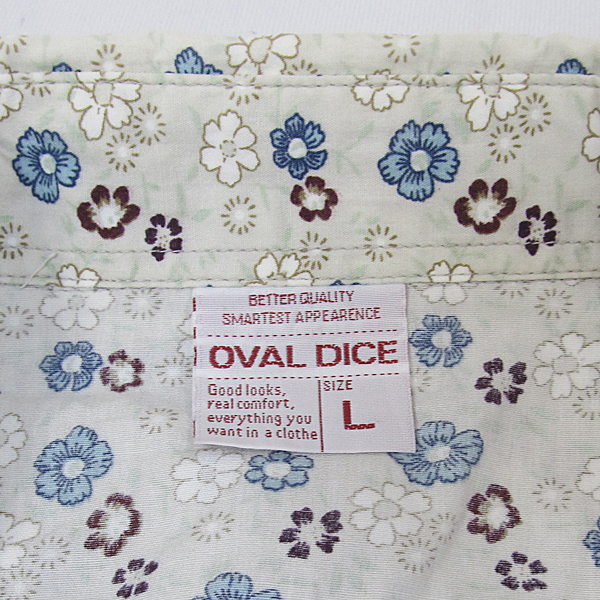 BETTER QUALITY
SMARTEST APPEARENCE
OVAL DICE
Good looks,
real comfort,
everything you
want in a clothe
SIZE
L